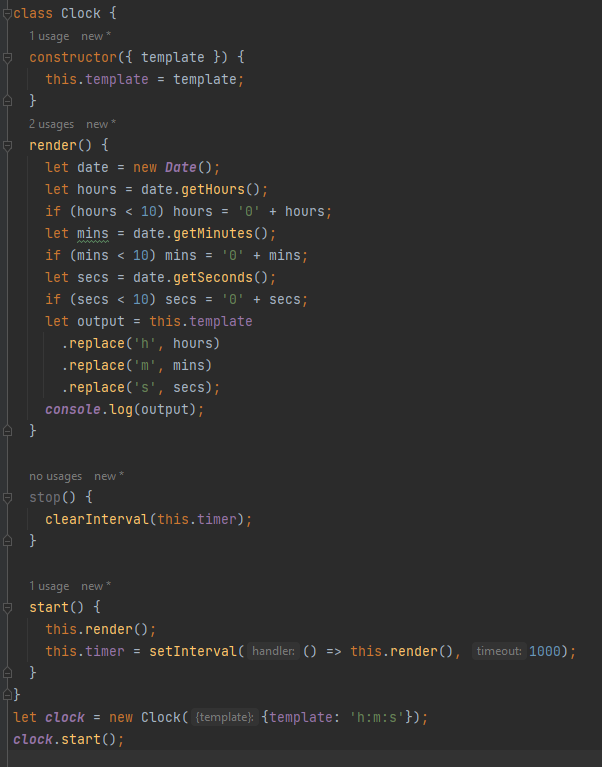 class Clock {
1 usage   new *
  constructor({ template }) {
    this.template = template;
  }
2 usages   new *
  render() {
    let date = new Date();
    let hours = date.getHours();
    if (hours < 10) hours = '0' + hours;
    let mins = date.getMinutes();
    if (mins < 10) mins = '0' + mins;
    let secs = date.getSeconds();
    if (secs < 10) secs = '0' + secs;
    let output = this.template
      .replace('h', hours)
      .replace('m', mins)
      .replace('s', secs);
    console.log(output);
  }
no usages   new *
  stop() {
    clearInterval(this.timer);
  }
1 usage   new *
  start() {
    this.render();
    this.timer = setInterval( handler: () => this.render(), timeout: 1000);
  }
}
let clock = new Clock( {template}: {template: 'h:m:s'});
clock.start();